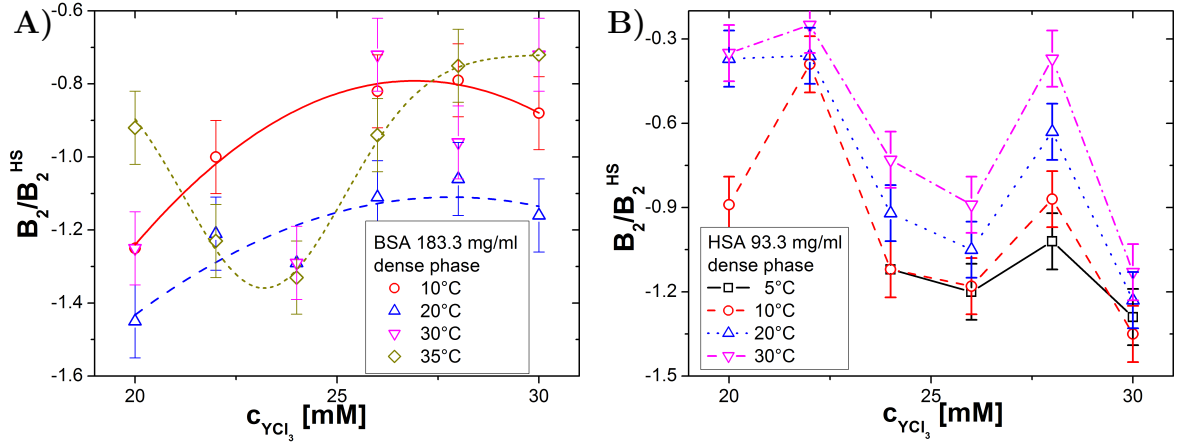 A)
-0.6
-0.8
-1.0
-1.2
-1.4
-1.6
B₂/B₂ᴴˢ
20
25
30
c_YCl₃ [mM]
BSA 183.3 mg/ml
dense phase
10°C
20°C
30°C
35°C
B)
-0.3
-0.6
-0.9
-1.2
-1.5
B₂/B₂ᴴˢ
20
25
30
c_YCl₃ [mM]
HSA 93.3 mg/ml
dense phase
5°C
10°C
20°C
30°C